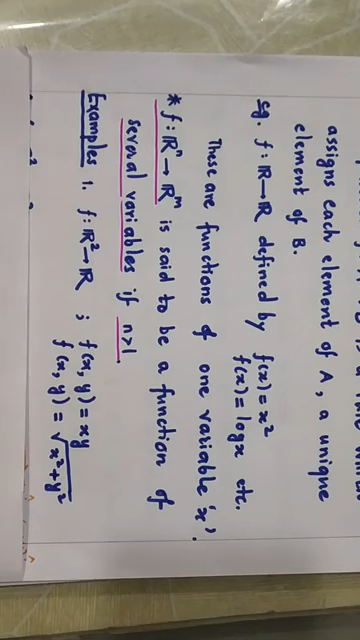 assigns each element of A, a unique
element of B.
eg. f: ℝ→ℝ defined by f(x) = x²
f(x) = logx etc.
These are functions of one variable 'x'.
* f: ℝⁿ → ℝᵐ is said to be a function of
several variables if n>1.
Examples 1. f: ℝ² → ℝ ; f(x,y) = xy
f(x,y) = √x²+y²